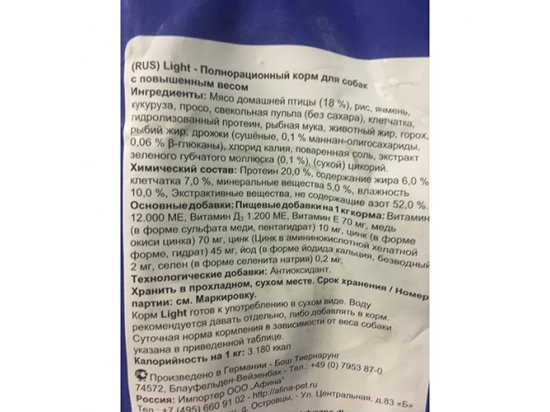 (RUS) Light - Полнорационный корм для собак
с повышенным весом
Ингредиенты: Мясо домашней птицы (18 %), рис, ячмень,
кукуруза, просо, свекольная пульпа (без сахара), клетчатка,
гидролизованный протеин, рыбная мука, животный жир, горох,
рыбий жир, дрожжи (сушёные, 0,1 % маннан-олигосахариды,
0,06 % β-глюканы), хлорид калия, поваренная соль, экстракт
зеленого губчатого моллюска (0,1 %), (сухой) цикорий.
Химический состав: Протеин 20,0 %, содержание жира 6,0 %
клетчатка 7,0 %, минеральные вещества 5,0 %, влажность
10,0 %, Экстрактивные вещества, не содержащие азот 52,0 %.
Основные добавки: Пищевые добавки на 1 кг корма: Витамин
12.000 МЕ, Витамин Д₃ 1.200 МЕ, Витамин Е 70 мг, медь
(в форме сульфата меди, пентагидрат) 10 мг, цинк (в форме
окиси цинка) 70 мг, цинк (Цинк в аминокислотной хелатной
форме, гидрат) 45 мг, йод (в форме йодида кальция, безводный
2 мг, селен (в форме селенита натрия) 0,2 мг.
Технологические добавки: Антиоксидант.
Хранить в прохладном, сухом месте. Срок хранения / Номер
партии: см. Маркировку.
Корм Light готов к употреблению в сухом виде. Воду
рекомендуется давать отдельно, либо добавлять в корм.
Суточная норма кормления в зависимости от веса собаки
указана в приведенной таблице.
Калорийность на 1 кг: 3.180 ккал
Произведено в Германии - Бош Тиернарунг
74572, Блауфельден-Вейзенбах - Тел.: +49 (0) 7953 87-0
Россия: Импортер ООО "Афина"
Тел.: +7 (495) 660 91 02 - http://afina-pet.ru
д. Островцы, ул. Центральная, д.83 «Б»